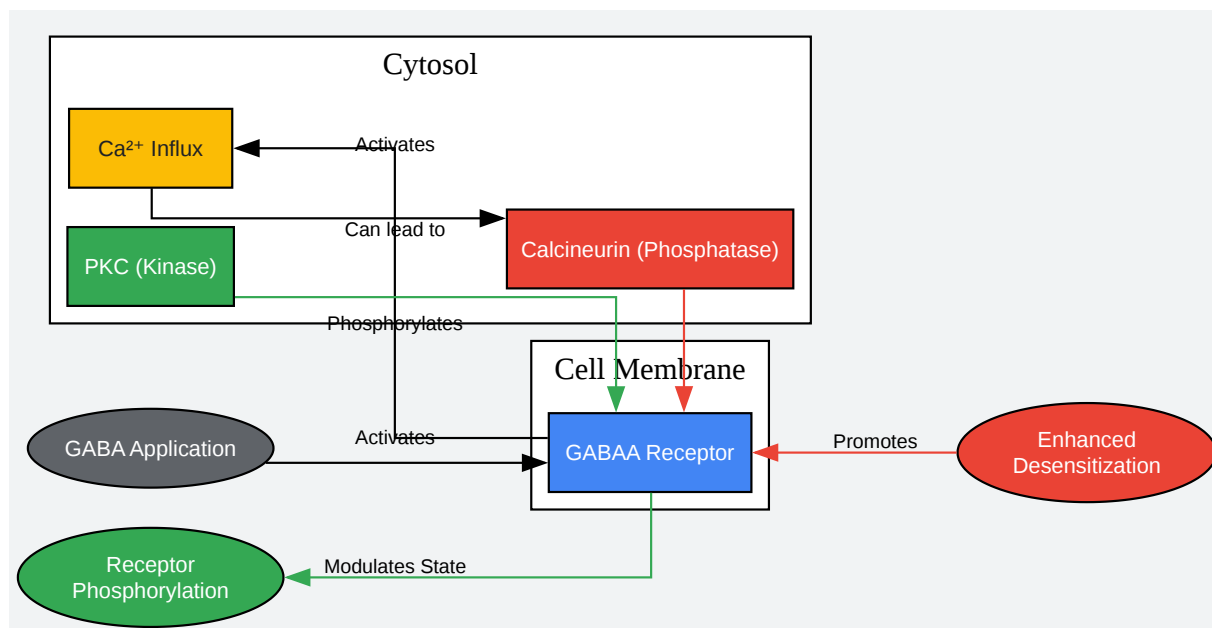 Cytosol
Ca²⁺ Influx
Activates
Can lead to
Calcineurin (Phosphatase)
PKC (Kinase)
Phosphorylates
Cell Membrane
GABA Application
Activates
GABAA Receptor
Promotes
Enhanced
Desensitization
Receptor
Phosphorylation
Modulates State